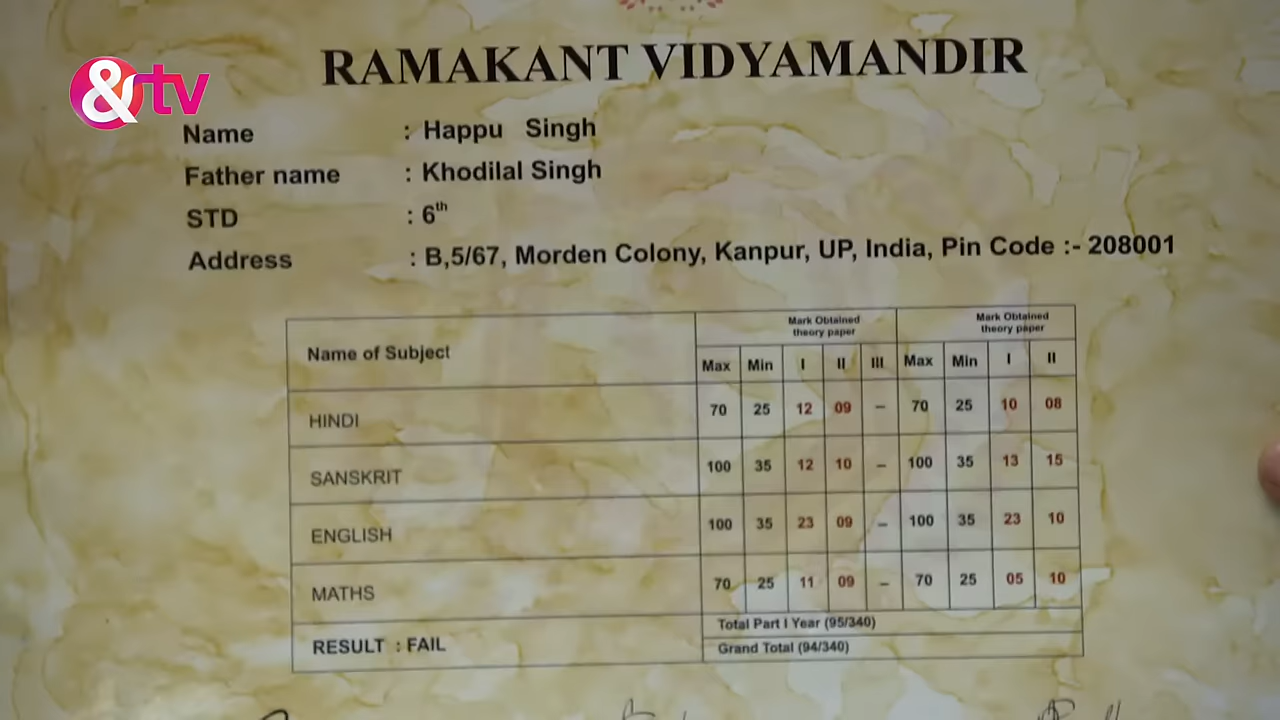 RAMAKANT VIDYAMANDIR
&tv
Name : Happu Singh
Father name : Khodilal Singh
STD : 6th
Address : B,5/67, Morden Colony, Kanpur, UP, India, Pin Code :- 208001
Name of Subject
Mark Obtained
theory paper
Mark Obtained
theory paper
Max Min I II III Max Min I II
HINDI 70 25 12 09 – 70 25 10 08
SANSKRIT 100 35 12 10 – 100 35 13 15
ENGLISH 100 35 23 09 – 100 35 23 10
MATHS 70 25 11 09 – 70 25 05 10
Total Part I Year (95/340)
RESULT : FAIL
Grand Total (94/340)